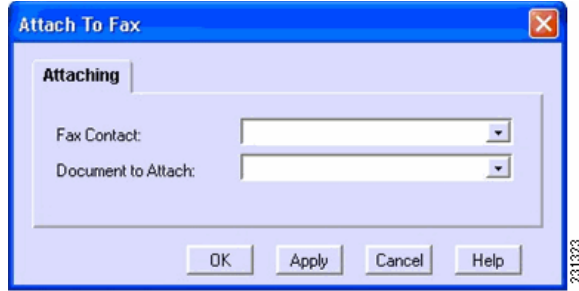 Attach To Fax
Attaching
Fax Contact:
Document to Attach:
OK Apply Cancel Help
231323